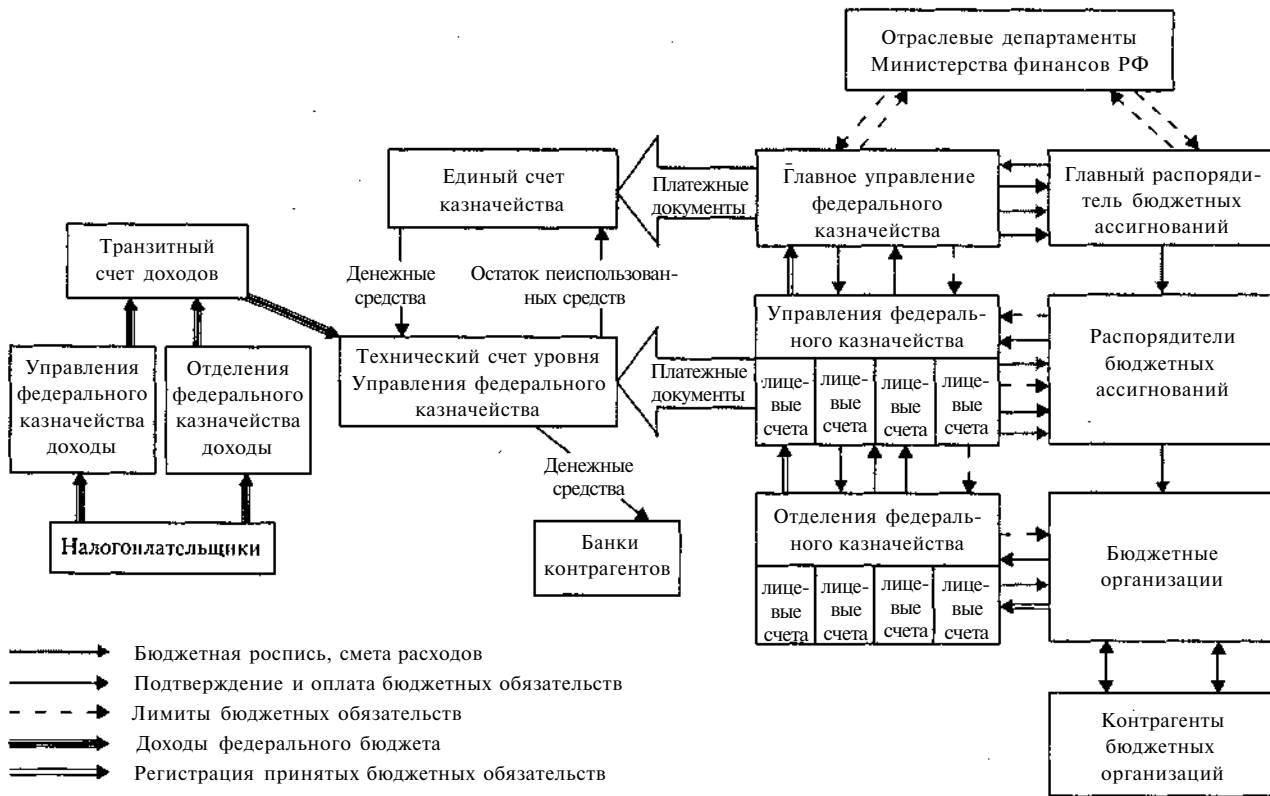 Отраслевые департаменты
Министерства финансов РФ
Единый счет
казначейства
Платежные
документы
Главное управление
федерального
казначейства
Главный распоряди-
тель бюджетных
ассигнований
Транзитный
счет доходов
Денежные
средства
Остаток пеиспользован-
ных средств
Управления
федерального
казначейства
доходы
Отделения
федерального
казначейства
доходы
Технический счет уровня
Управления федерального
казначейства
Платежные
документы
Управления федераль-
ного казначейства
лице-
вые
счета
лице-
вые
счета
лице-
вые
счета
лице-
вые
счета
Распорядители
бюджетных
ассигнований
Налогоплательщики
Денежные
средства
Банки
контрагентов
Отделения федераль-
ного казначейства
лице-
вые
счета
лице-
вые
счета
лице-
вые
счета
лице-
вые
счета
Бюджетные
организации
Контрагенты
бюджетных
организаций
Бюджетная роспись, смета расходов
Подтверждение и оплата бюджетных обязательств
Лимиты бюджетных обязательств
Доходы федерального бюджета
Регистрация принятых бюджетных обязательств